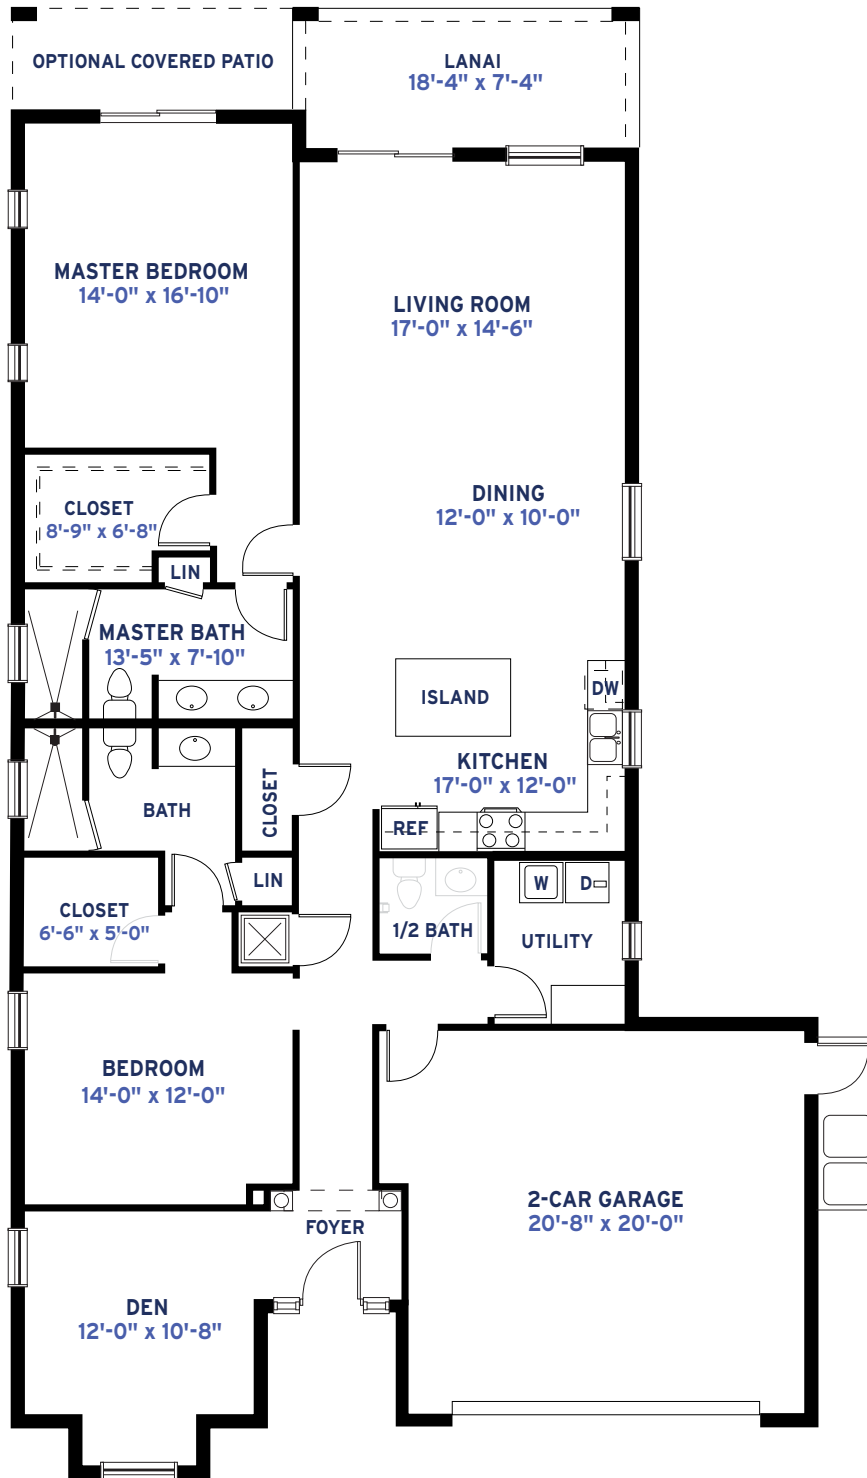 OPTIONAL COVERED PATIO
LANAI
18'-4" x 7'-4"
MASTER BEDROOM
14'-0" x 16'-10"
LIVING ROOM
17'-0" x 14'-6"
CLOSET
8'-9" x 6'-8"
DINING
12'-0" x 10'-0"
LIN
MASTER BATH
13'-5" x 7'-10"
ISLAND
DW
KITCHEN
17'-0" x 12'-0"
BATH
CLOSET
REF
LIN
W
D
CLOSET
6'-6" x 5'-0"
1/2 BATH
UTILITY
BEDROOM
14'-0" x 12'-0"
2-CAR GARAGE
20'-8" x 20'-0"
FOYER
DEN
12'-0" x 10'-8"